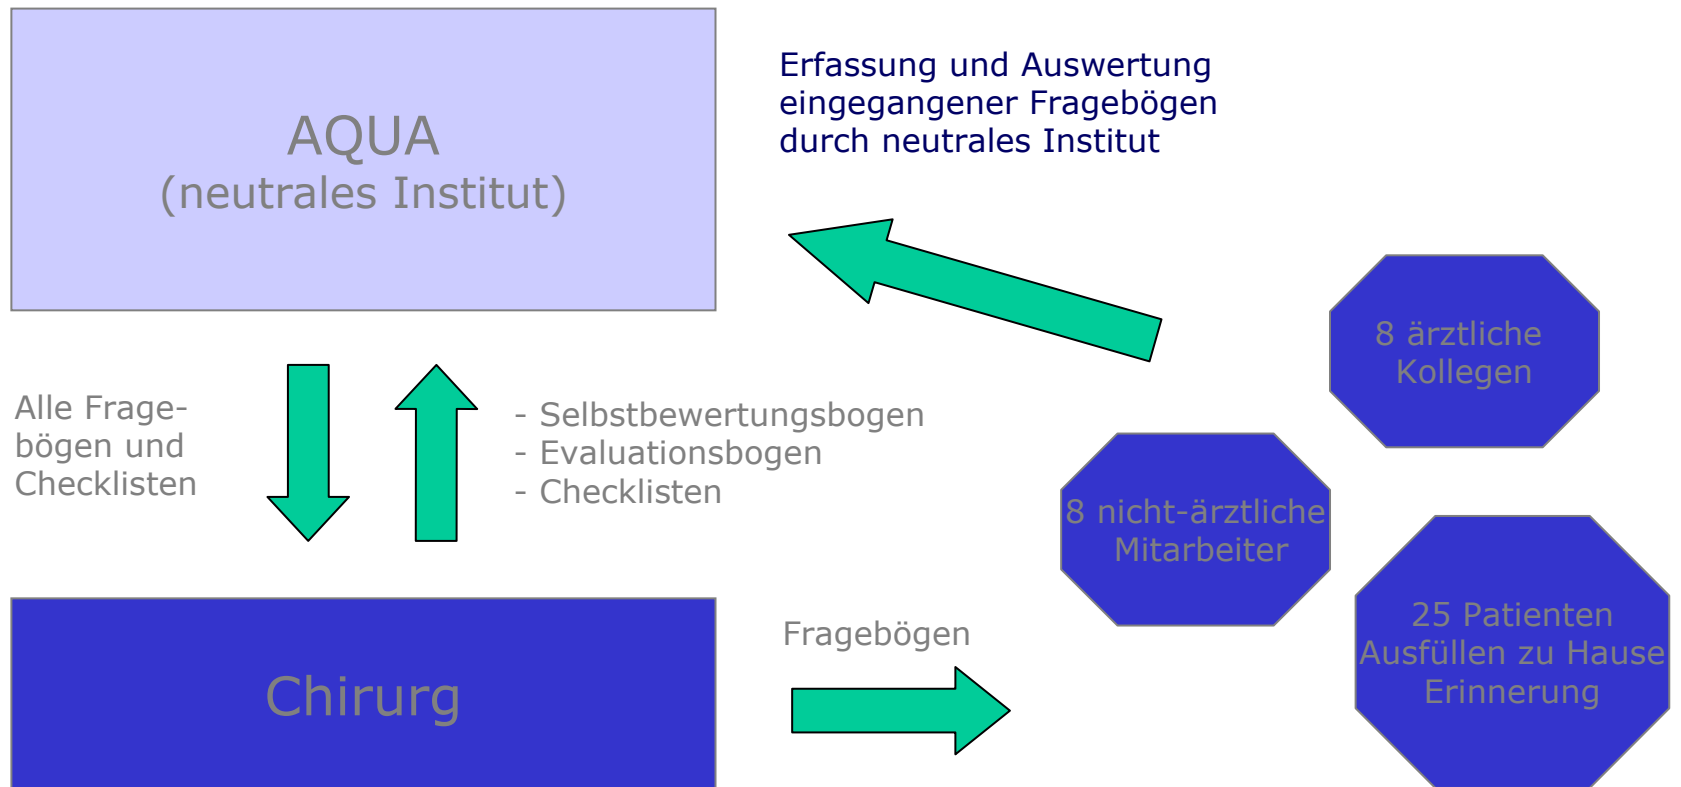 AQUA
(neutrales Institut)
Erfassung und Auswertung
eingegangener Fragebögen
durch neutrales Institut
Alle Frage-
bögen und
Checklisten
- Selbstbewertungsbogen
- Evaluationsbogen
- Checklisten
8 ärztliche
Kollegen
8 nicht-ärztliche
Mitarbeiter
25 Patienten
Ausfüllen zu Hause
Erinnerung
Fragebögen
Chirurg